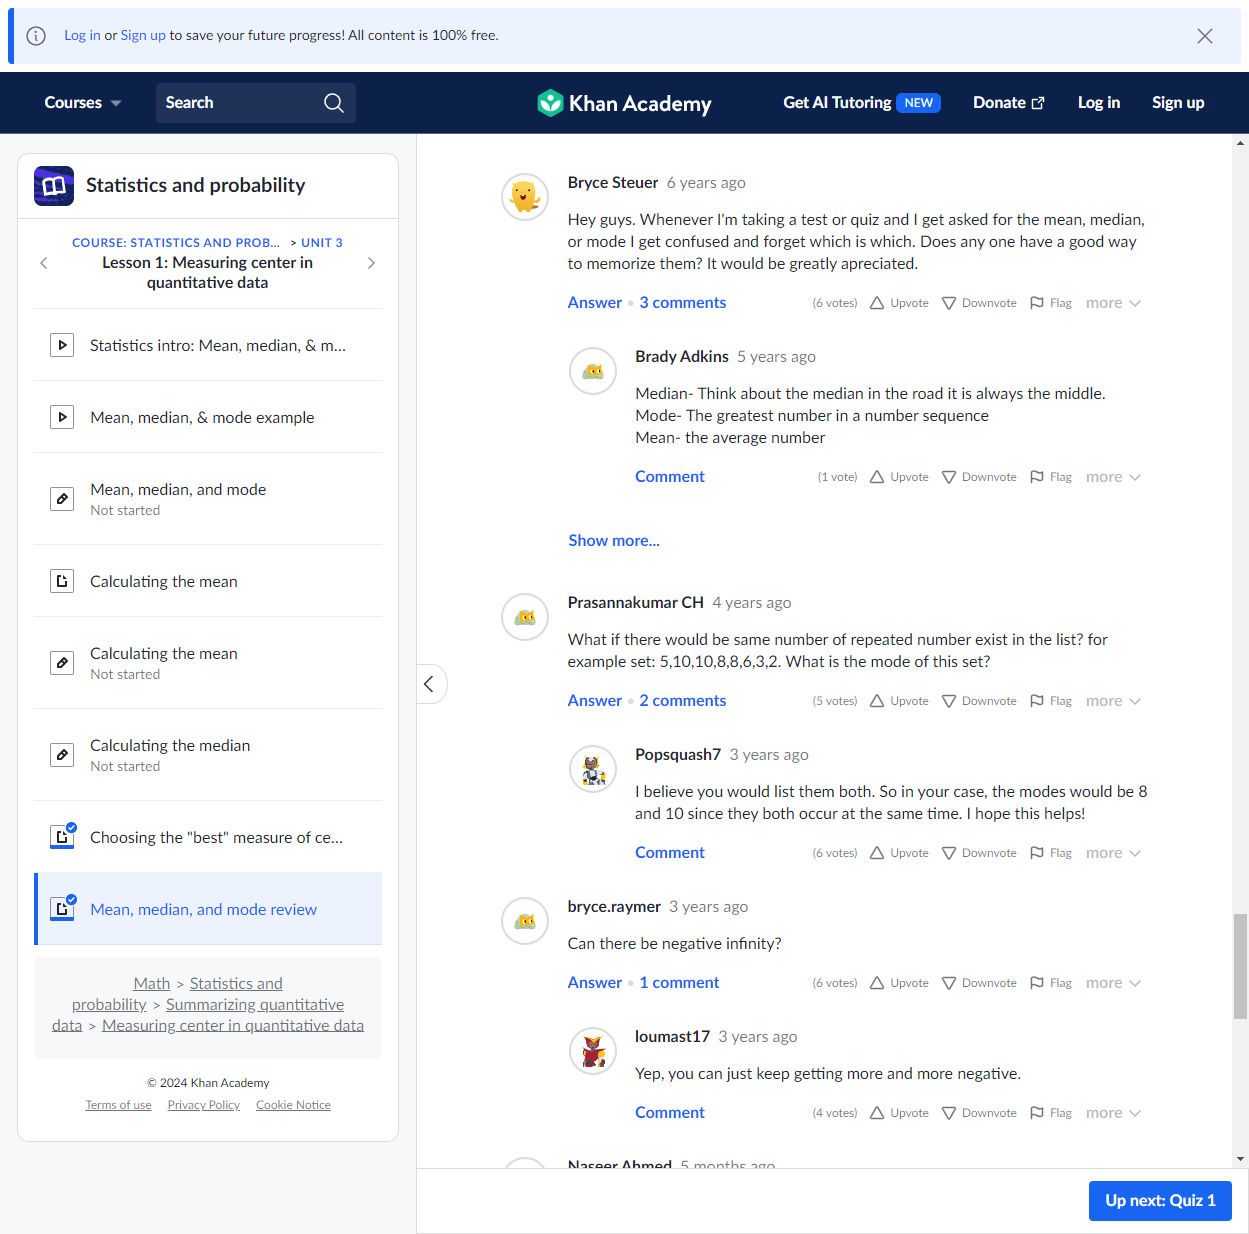 Log in or Sign up to save your future progress! All content is 100% free.
Courses
Search
Khan Academy
Get AI Tutoring NEW
Donate
Log in
Sign up
Statistics and probability
COURSE: STATISTICS AND PROB... > UNIT 3
Lesson 1: Measuring center in
quantitative data
Statistics intro: Mean, median, & m...
Mean, median, & mode example
Mean, median, and mode
Not started
Calculating the mean
Calculating the mean
Not started
Calculating the median
Not started
Choosing the "best" measure of ce...
Mean, median, and mode review
Math > Statistics and
probability > Summarizing quantitative
data > Measuring center in quantitative data
© 2024 Khan Academy
Terms of use Privacy Policy Cookie Notice
Bryce Steuer 6 years ago
Hey guys. Whenever I'm taking a test or quiz and I get asked for the mean, median,
or mode I get confused and forget which is which. Does any one have a good way
to memorize them? It would be greatly apreciated.
Answer • 3 comments (6 votes) Upvote Downvote Flag more
Brady Adkins 5 years ago
Median- Think about the median in the road it is always the middle.
Mode- The greatest number in a number sequence
Mean- the average number
Comment (1 vote) Upvote Downvote Flag more
Show more...
Prasannakumar CH 4 years ago
What if there would be same number of repeated number exist in the list? for
example set: 5,10,10,8,8,6,3,2. What is the mode of this set?
Answer • 2 comments (5 votes) Upvote Downvote Flag more
Popsquash7 3 years ago
I believe you would list them both. So in your case, the modes would be 8
and 10 since they both occur at the same time. I hope this helps!
Comment (6 votes) Upvote Downvote Flag more
bryce.raymer 3 years ago
Can there be negative infinity?
Answer • 1 comment (6 votes) Upvote Downvote Flag more
loumast17 3 years ago
Yep, you can just keep getting more and more negative.
Comment (4 votes) Upvote Downvote Flag more
Naseer Ahmed 5 months ago
Up next: Quiz 1